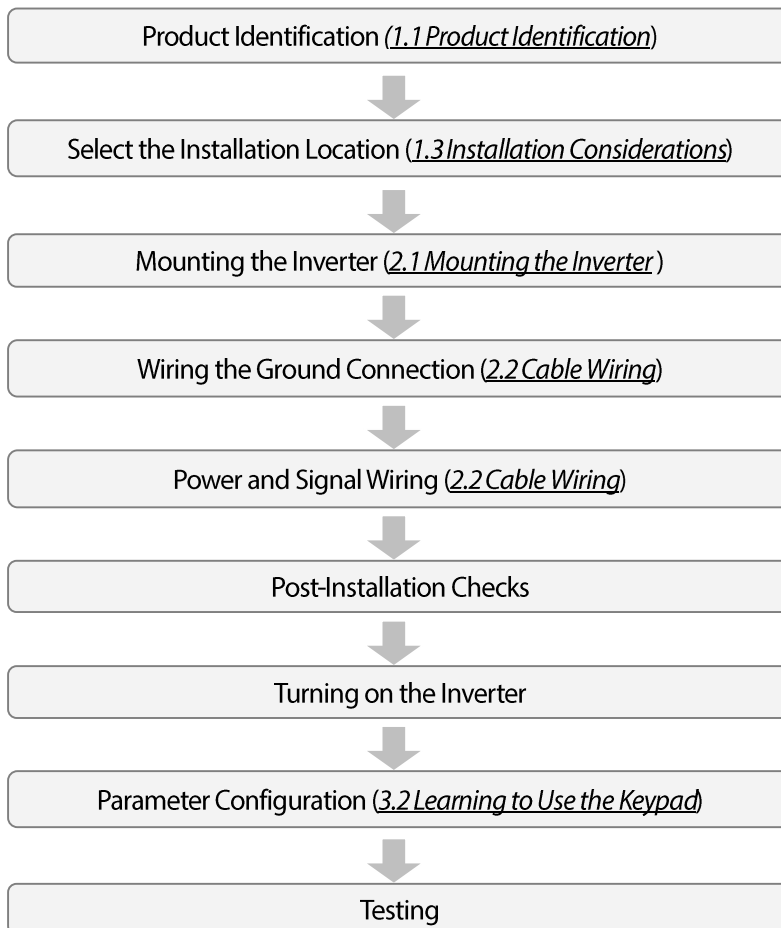 Product Identification (1.1 Product Identification)
Select the Installation Location (1.3 Installation Considerations)
Mounting the Inverter (2.1 Mounting the Inverter )
Wiring the Ground Connection (2.2 Cable Wiring)
Power and Signal Wiring (2.2 Cable Wiring)
Post-Installation Checks
Turning on the Inverter
Parameter Configuration (3.2 Learning to Use the Keypad)
Testing